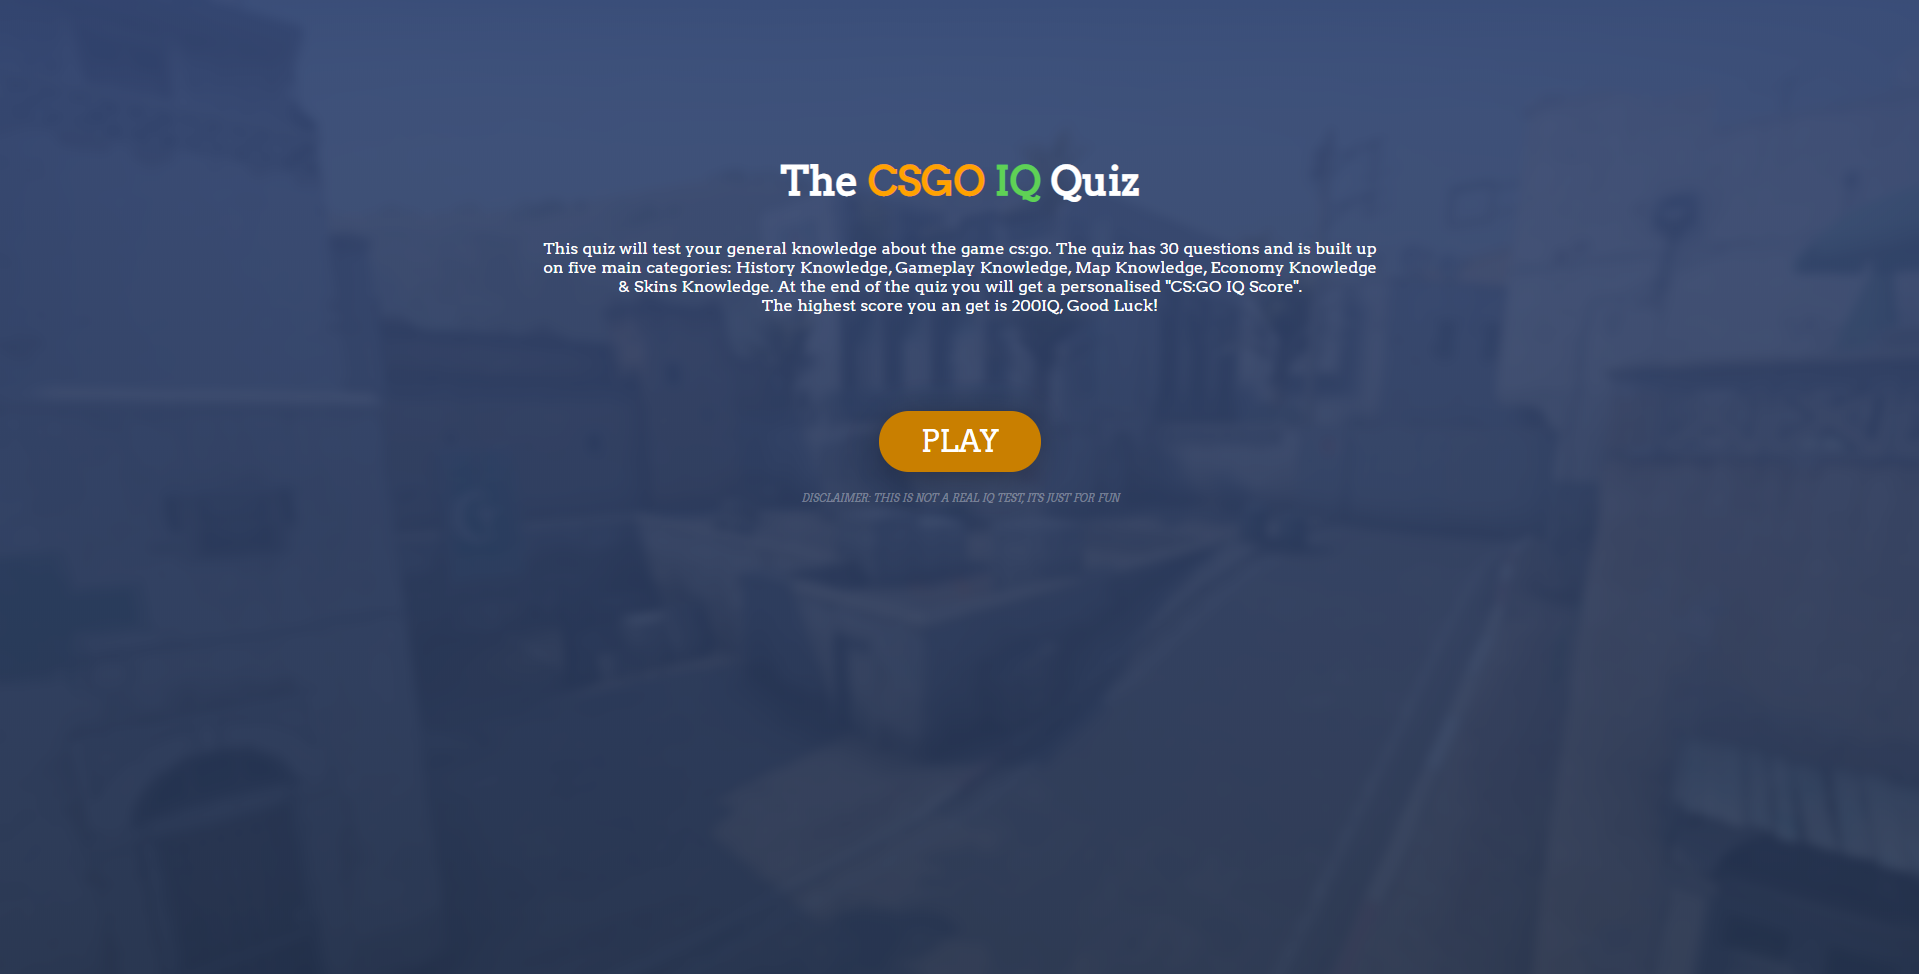 The CSGO IQ Quiz
This quiz will test your general knowledge about the game cs:go. The quiz has 30 questions and is built up
on five main categories: History Knowledge, Gameplay Knowledge, Map Knowledge, Economy Knowledge
& Skins Knowledge. At the end of the quiz you will get a personalised "CS:GO IQ Score".
The highest score you an get is 200IQ, Good Luck!
PLAY
DISCLAIMER: THIS IS NOT A REAL IQ TEST, ITS JUST FOR FUN